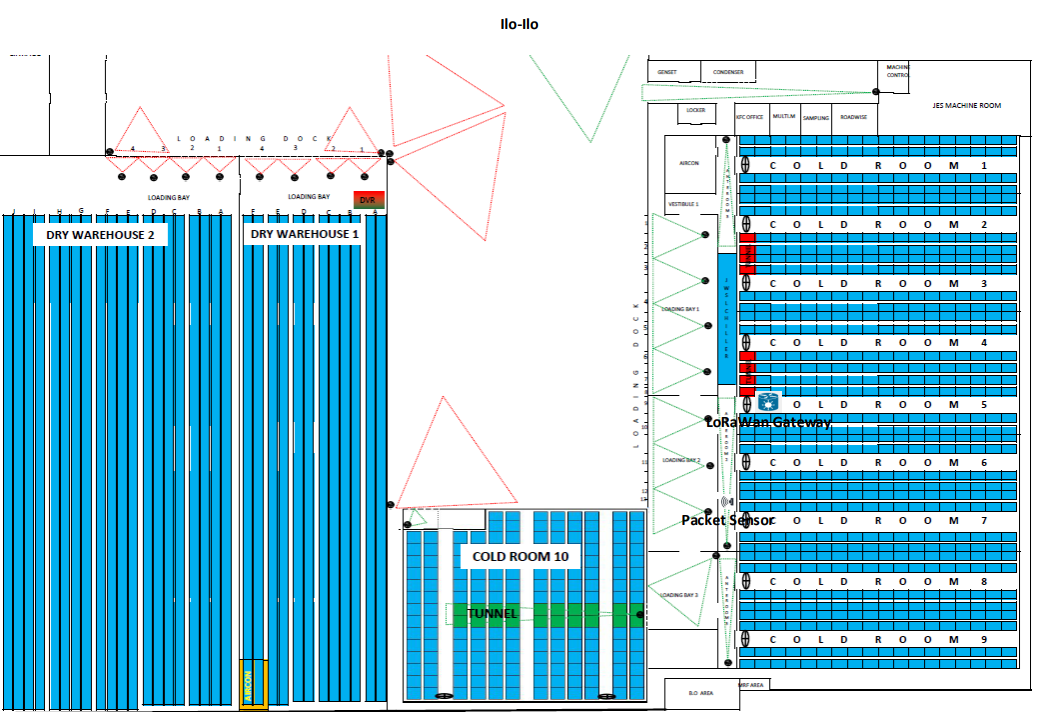 Ilo-Ilo
GENSET
CONDENSER
MACHINE
CONTROL
JES MACHINE ROOM
LOCKER
KFC OFFICE
MULTI.M
SAMPLING
ROADWISE
LOADING DOCK
4 3 2 1 4 3 2 1
AIRCON
VESTIBULE 1
LOADING BAY
LOADING BAY
DVR
J I H G F E D C B A
F E D C B A
DRY WAREHOUSE 2
DRY WAREHOUSE 1
COLD ROOM 1
COLD ROOM 2
COLD ROOM 3
COLD ROOM 4
COLD ROOM 5
COLD ROOM 6
COLD ROOM 7
COLD ROOM 8
COLD ROOM 9
LOADING DOCK
LOADING BAY 1
LOADING BAY 2
LOADING BAY 3
LoRaWan Gateway
Packet Sensor
COLD ROOM 10
TUNNEL
AIRCON
MRF AREA